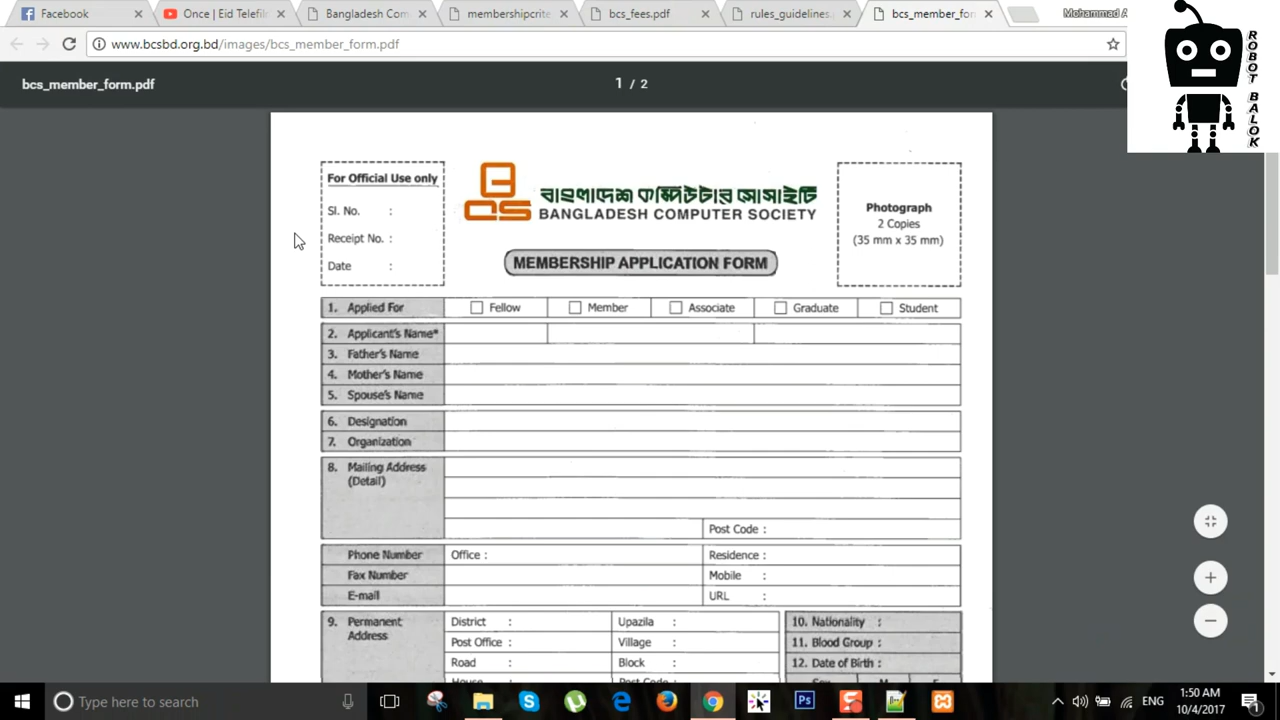 Facebook
Once | Eid Telefil
Bangladesh Com
membershipcrite
bcs_fees.pdf
rules_guidelines.
bcs_member_for
Mohammad A
www.bcsbd.org.bd/images/bcs_member_form.pdf
ROBOT BALOK
bcs_member_form.pdf
1 / 2
For Official Use only
Sl. No. :
Receipt No. :
Date :
বাংলাদেশ কম্পিউটার সোসাইটি
BANGLADESH COMPUTER SOCIETY
MEMBERSHIP APPLICATION FORM
Photograph
2 Copies
(35 mm x 35 mm)
1. Applied For Fellow Member Associate Graduate Student
2. Applicant's Name*
3. Father's Name
4. Mother's Name
5. Spouse's Name
6. Designation
7. Organization
8. Mailing Address
(Detail)
Post Code :
Phone Number Office : Residence :
Fax Number Mobile :
E-mail URL :
9. Permanent District : Upazila : 10. Nationality :
Address Post Office : Village : 11. Blood Group :
Road : Block : 12. Date of Birth :
Type here to search
ENG
1:50 AM
10/4/2017